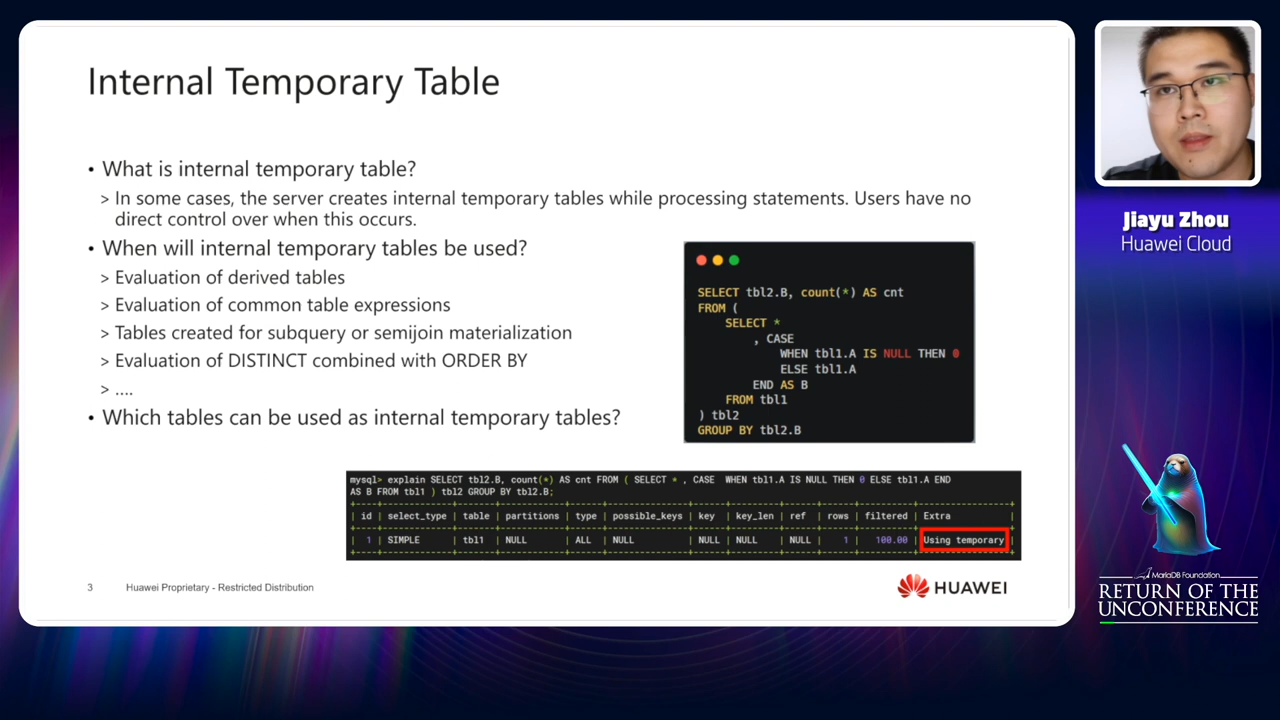 Internal Temporary Table
• What is internal temporary table?
> In some cases, the server creates internal temporary tables while processing statements. Users have no
direct control over when this occurs.
• When will internal temporary tables be used?
> Evaluation of derived tables
> Evaluation of common table expressions
> Tables created for subquery or semijoin materialization
> Evaluation of DISTINCT combined with ORDER BY
> ....
• Which tables can be used as internal temporary tables?
SELECT tbl2.B, count(*) AS cnt
FROM (
SELECT *
, CASE
WHEN tbl1.A IS NULL THEN 0
ELSE tbl1.A
END AS B
FROM tbl1
) tbl2
GROUP BY tbl2.B
mysql> explain SELECT tbl2.B, count(*) AS cnt FROM ( SELECT * , CASE  WHEN tbl1.A IS NULL THEN 0 ELSE tbl1.A END
AS B FROM tbl1 ) tbl2 GROUP BY tbl2.B;
| id | select_type | table | partitions | type | possible_keys | key | key_len | ref | rows | filtered | Extra |
| 1 | SIMPLE | tbl1 | NULL | ALL | NULL | NULL | NULL | NULL | 1 | 100.00 | Using temporary |
3 Huawei Proprietary - Restricted Distribution
HUAWEI
Jiayu Zhou
Huawei Cloud
MariaDB Foundation
RETURN OF THE
UNCONFERENCE